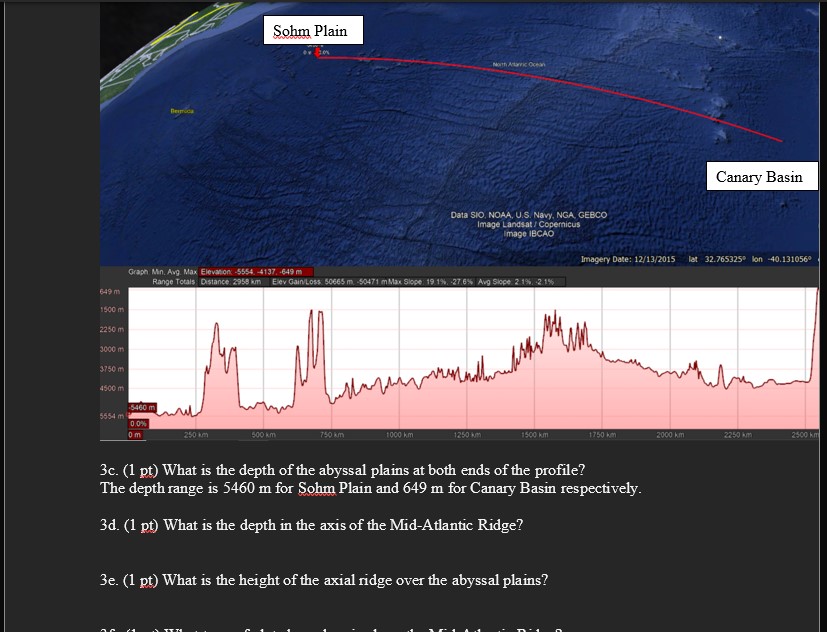 Sohm Plain
North Atlantic Ocean
Bermuda
Canary Basin
Data SIO, NOAA, U.S. Navy, NGA, GEBCO
Image Landsat / Copernicus
Image IBCAO
Imagery Date: 12/13/2015 lat 32.765325° lon -40.131056°
Graph: Min, Avg, Max Elevation: -5554, -4137, -649 m
Range Totals: Distance: 2958 km Elev Gain/Loss: 50665 m, -50471 m Max Slope: 19.1%, -27.6% Avg Slope: 2.1%, -2.1%
649 m
1500 m
2250 m
3000 m
3750 m
4500 m
-5460 m
5554 m
0.0%
0 m 250 km 500 km 750 km 1000 km 1250 km 1500 km 1750 km 2000 km 2250 km 2500 km
3c. (1 pt) What is the depth of the abyssal plains at both ends of the profile?
The depth range is 5460 m for Sohm Plain and 649 m for Canary Basin respectively.
3d. (1 pt) What is the depth in the axis of the Mid-Atlantic Ridge?
3e. (1 pt) What is the height of the axial ridge over the abyssal plains?